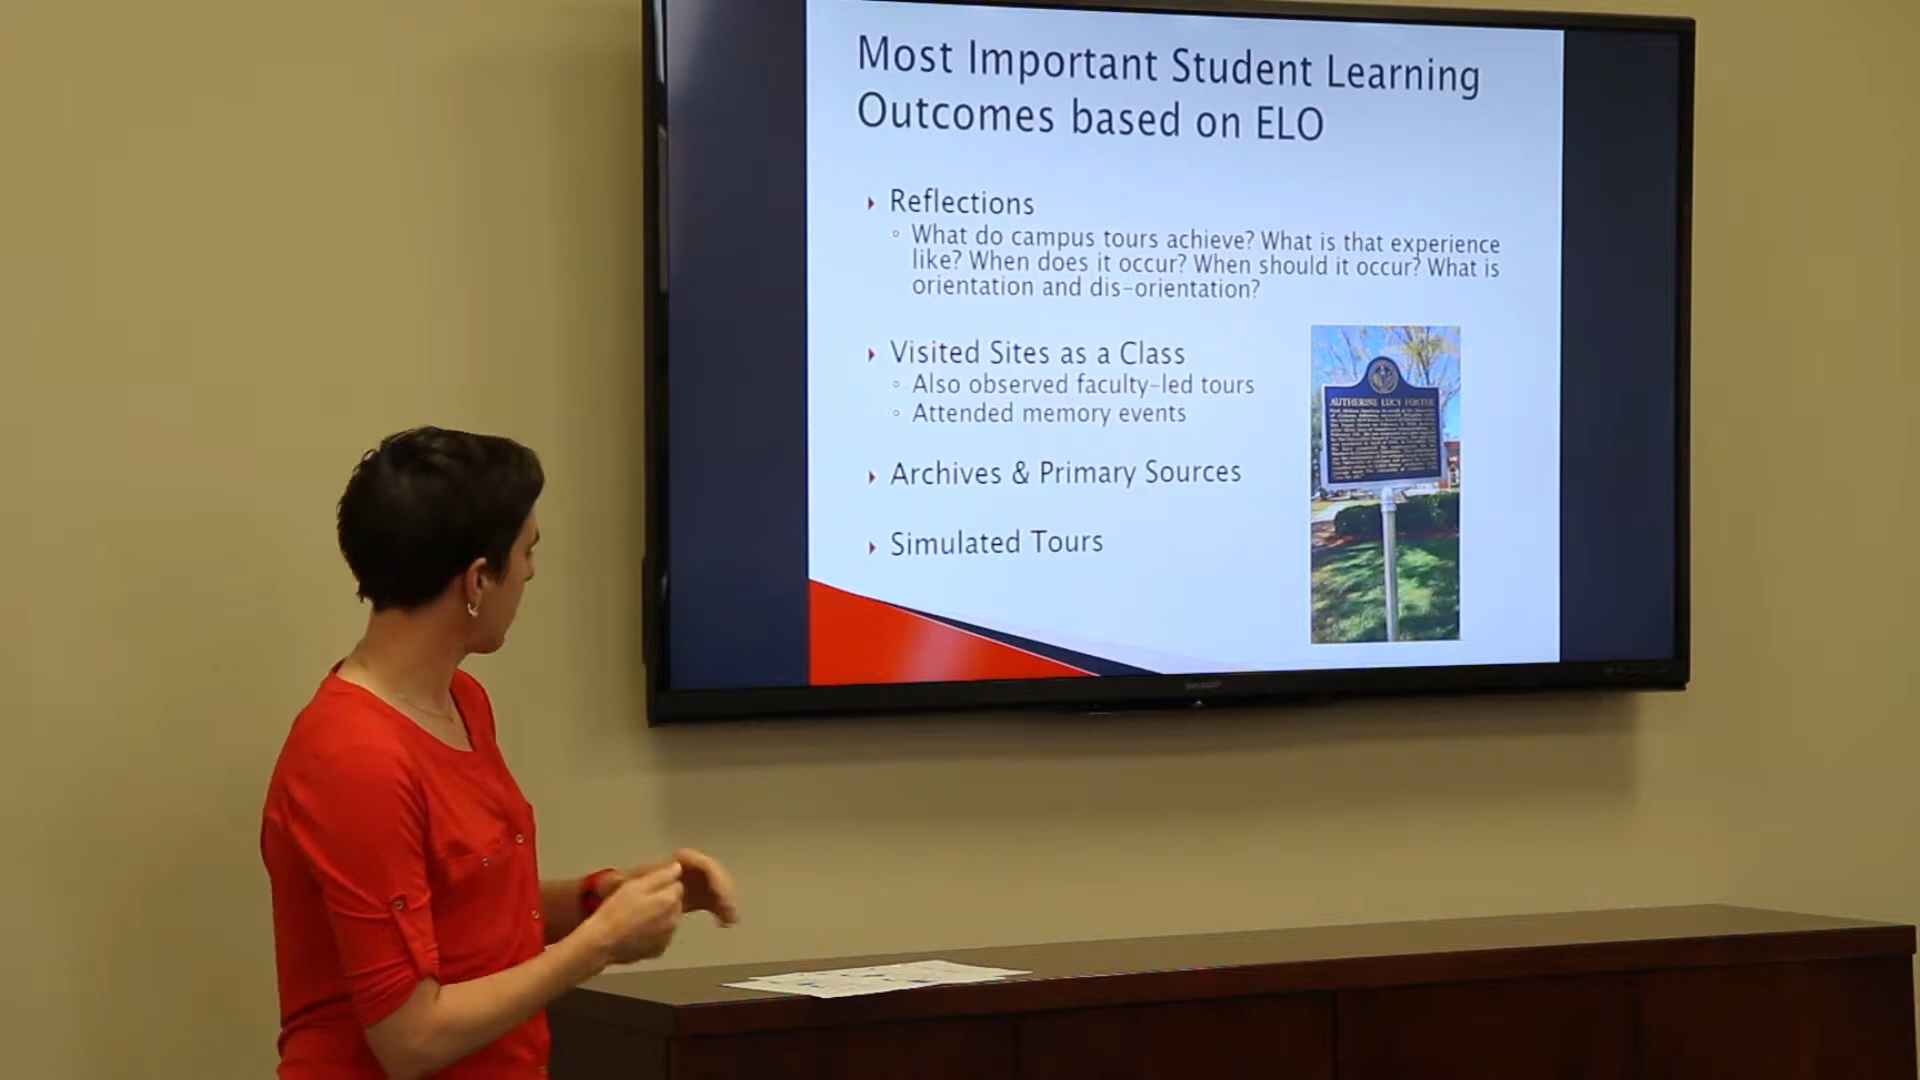 Most Important Student Learning
Outcomes based on ELO
Reflections
What do campus tours achieve? What is that experience
like? When does it occur? When should it occur? What is
orientation and dis-orientation?
Visited Sites as a Class
Also observed faculty-led tours
Attended memory events
Archives & Primary Sources
Simulated Tours
AUTHERINE LUCY FOSTER
SHARP